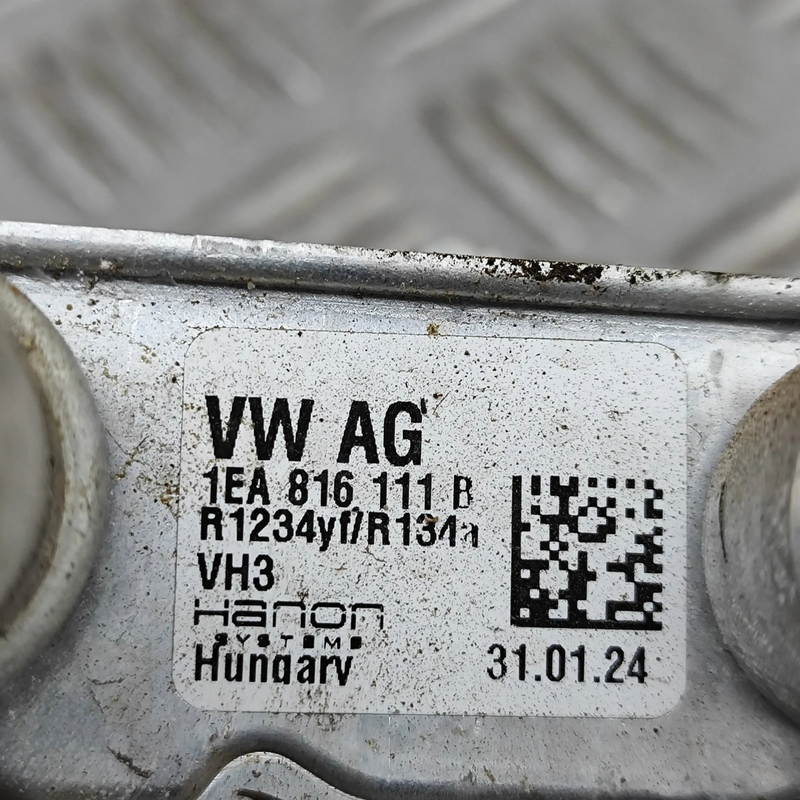 VW AG
1EA 816 111 B
R1234yf/R134a
VH3
Hanon
SYSTEMS
Hungary
31.01.24